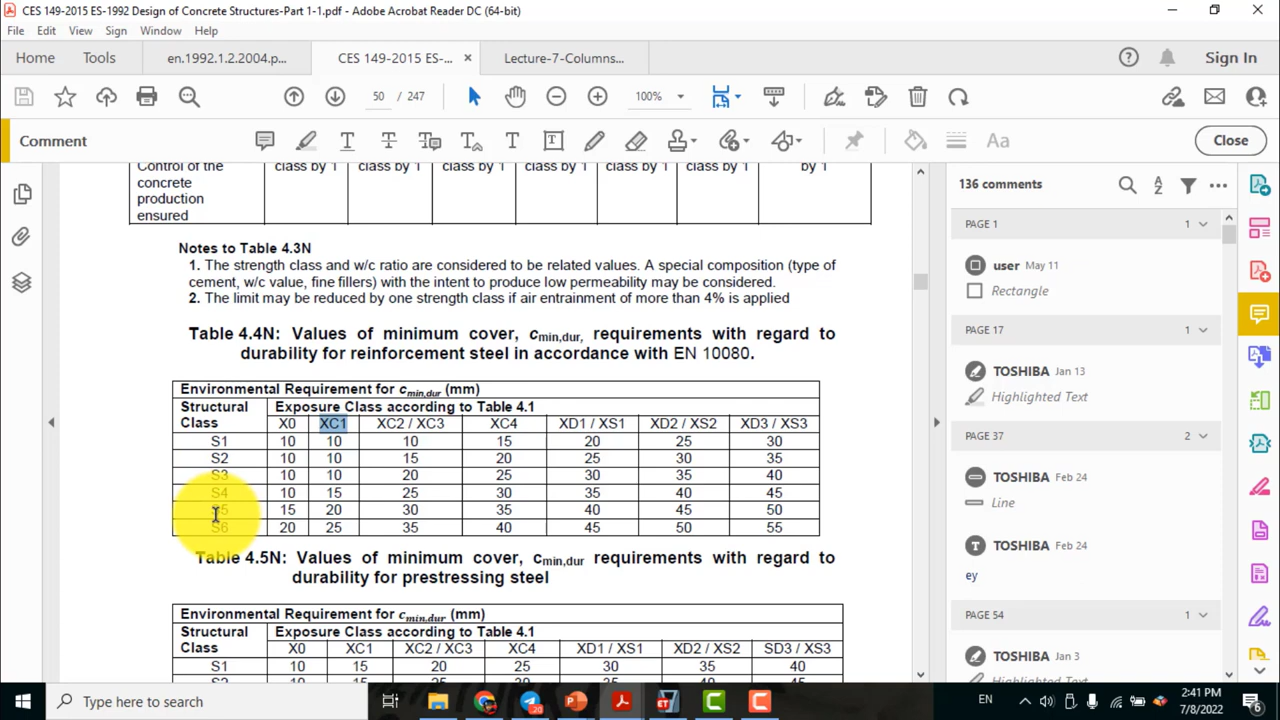 CES 149-2015 ES-1992 Design of Concrete Structures-Part 1-1.pdf - Adobe Acrobat Reader DC (64-bit)
File Edit View Sign Window Help
Home Tools en.1992.1.2.2004.p... CES 149-2015 ES-... Lecture-7-Columns... Sign In
50 / 247 100%
Comment Close
Control of the concrete production ensured class by 1 class by 1 class by 1 class by 1 class by 1 class by 1 by 1
Notes to Table 4.3N
1. The strength class and w/c ratio are considered to be related values. A special composition (type of
cement, w/c value, fine fillers) with the intent to produce low permeability may be considered.
2. The limit may be reduced by one strength class if air entrainment of more than 4% is applied
Table 4.4N: Values of minimum cover, cmin,dur, requirements with regard to
durability for reinforcement steel in accordance with EN 10080.
Environmental Requirement for cmin,dur (mm)
Structural Class Exposure Class according to Table 4.1
X0 XC1 XC2 / XC3 XC4 XD1 / XS1 XD2 / XS2 XD3 / XS3
S1 10 10 10 15 20 25 30
S2 10 10 15 20 25 30 35
S3 10 10 20 25 30 35 40
S4 10 15 25 30 35 40 45
S5 15 20 30 35 40 45 50
S6 20 25 35 40 45 50 55
Table 4.5N: Values of minimum cover, cmin,dur requirements with regard to
durability for prestressing steel
Environmental Requirement for cmin,dur (mm)
Structural Class Exposure Class according to Table 4.1
X0 XC1 XC2 / XC3 XC4 XD1 / XS1 XD2 / XS2 SD3 / XS3
S1 10 15 20 25 30 35 40
136 comments
PAGE 1 1
user May 11
Rectangle
PAGE 17 1
TOSHIBA Jan 13
Highlighted Text
PAGE 37 2
TOSHIBA Feb 24
Line
TOSHIBA Feb 24
ey
PAGE 54 1
TOSHIBA Jan 3
Highlighted Text
Type here to search
EN
2:41 PM
7/8/2022
6